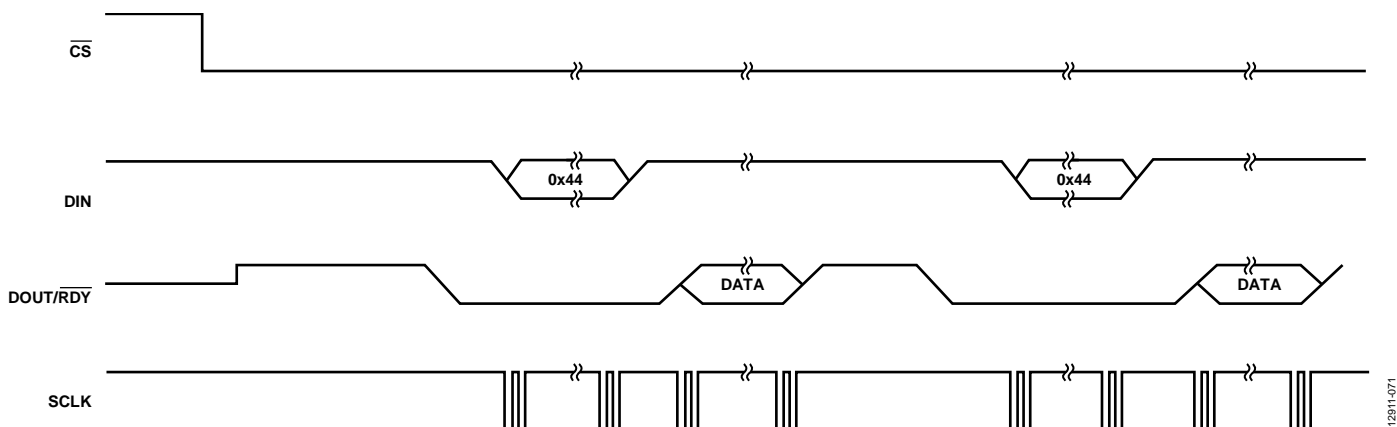 CS
DIN
0x44
0x44
DOUT/RDY
DATA
DATA
SCLK
12911-071